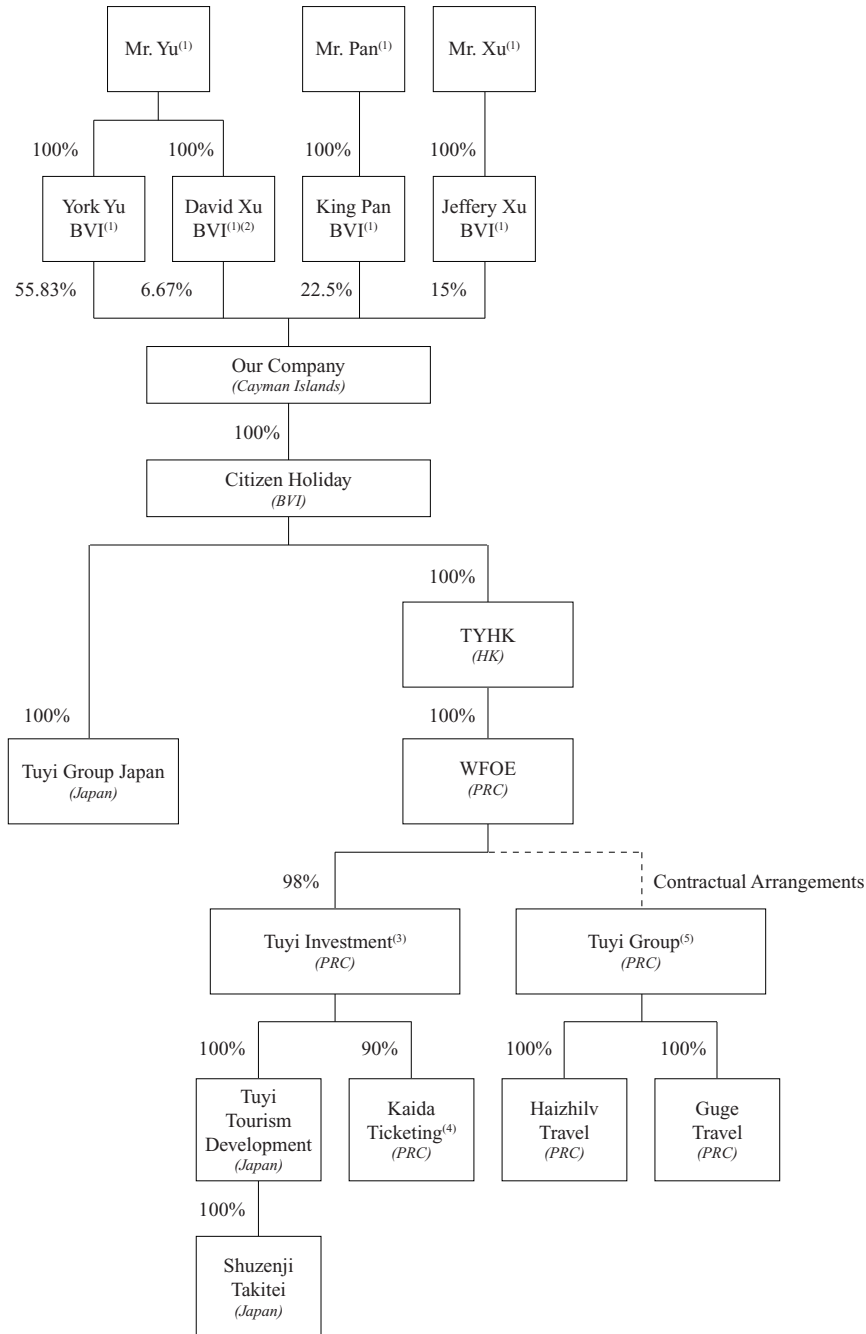 Mr. Yu(1)
Mr. Pan(1)
Mr. Xu(1)
100%
100%
100%
100%
York Yu
BVI(1)
David Xu
BVI(1)(2)
King Pan
BVI(1)
Jeffery Xu
BVI(1)
55.83%
6.67%
22.5%
15%
Our Company
(Cayman Islands)
100%
Citizen Holiday
(BVI)
100%
TYHK
(HK)
100%
100%
Tuyi Group Japan
(Japan)
WFOE
(PRC)
98%
Contractual Arrangements
Tuyi Investment(3)
(PRC)
Tuyi Group(5)
(PRC)
100%
90%
100%
100%
Tuyi
Tourism
Development
(Japan)
Kaida
Ticketing(4)
(PRC)
Haizhilv
Travel
(PRC)
Guge
Travel
(PRC)
100%
Shuzenji
Takitei
(Japan)